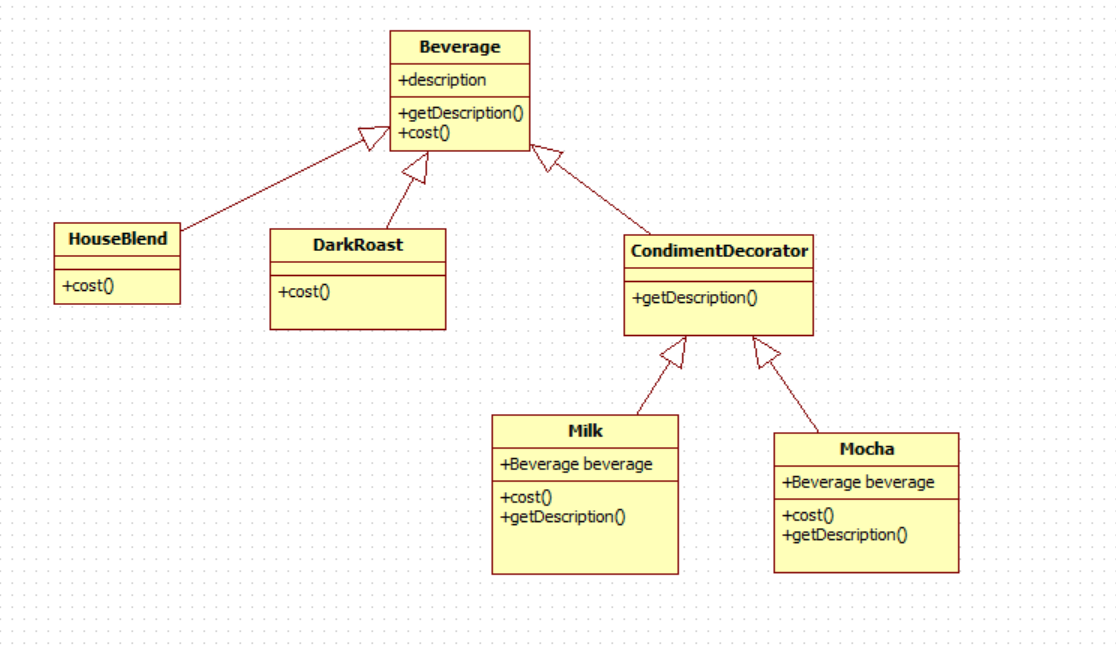 Beverage
+description
+getDescription()
+cost()
HouseBlend
+cost()
DarkRoast
+cost()
CondimentDecorator
+getDescription()
Milk
+Beverage beverage
+cost()
+getDescription()
Mocha
+Beverage beverage
+cost()
+getDescription()